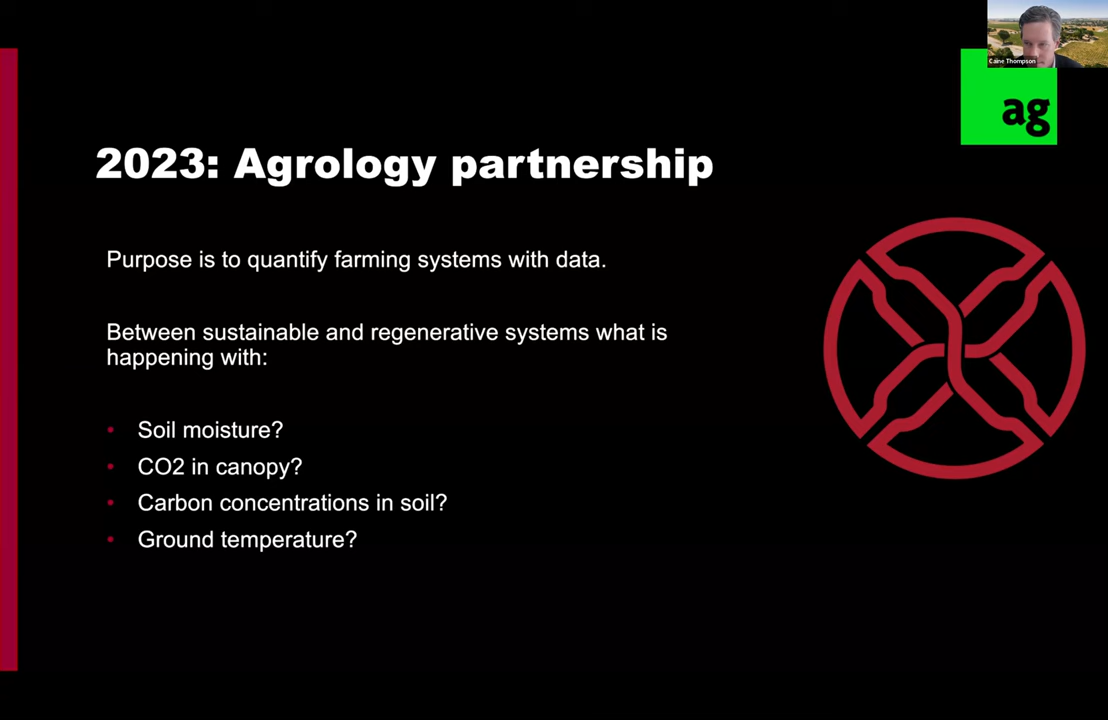 Caine Thompson
ag
2023: Agrology partnership
Purpose is to quantify farming systems with data.
Between sustainable and regenerative systems what is
happening with:
• Soil moisture?
• CO2 in canopy?
• Carbon concentrations in soil?
• Ground temperature?